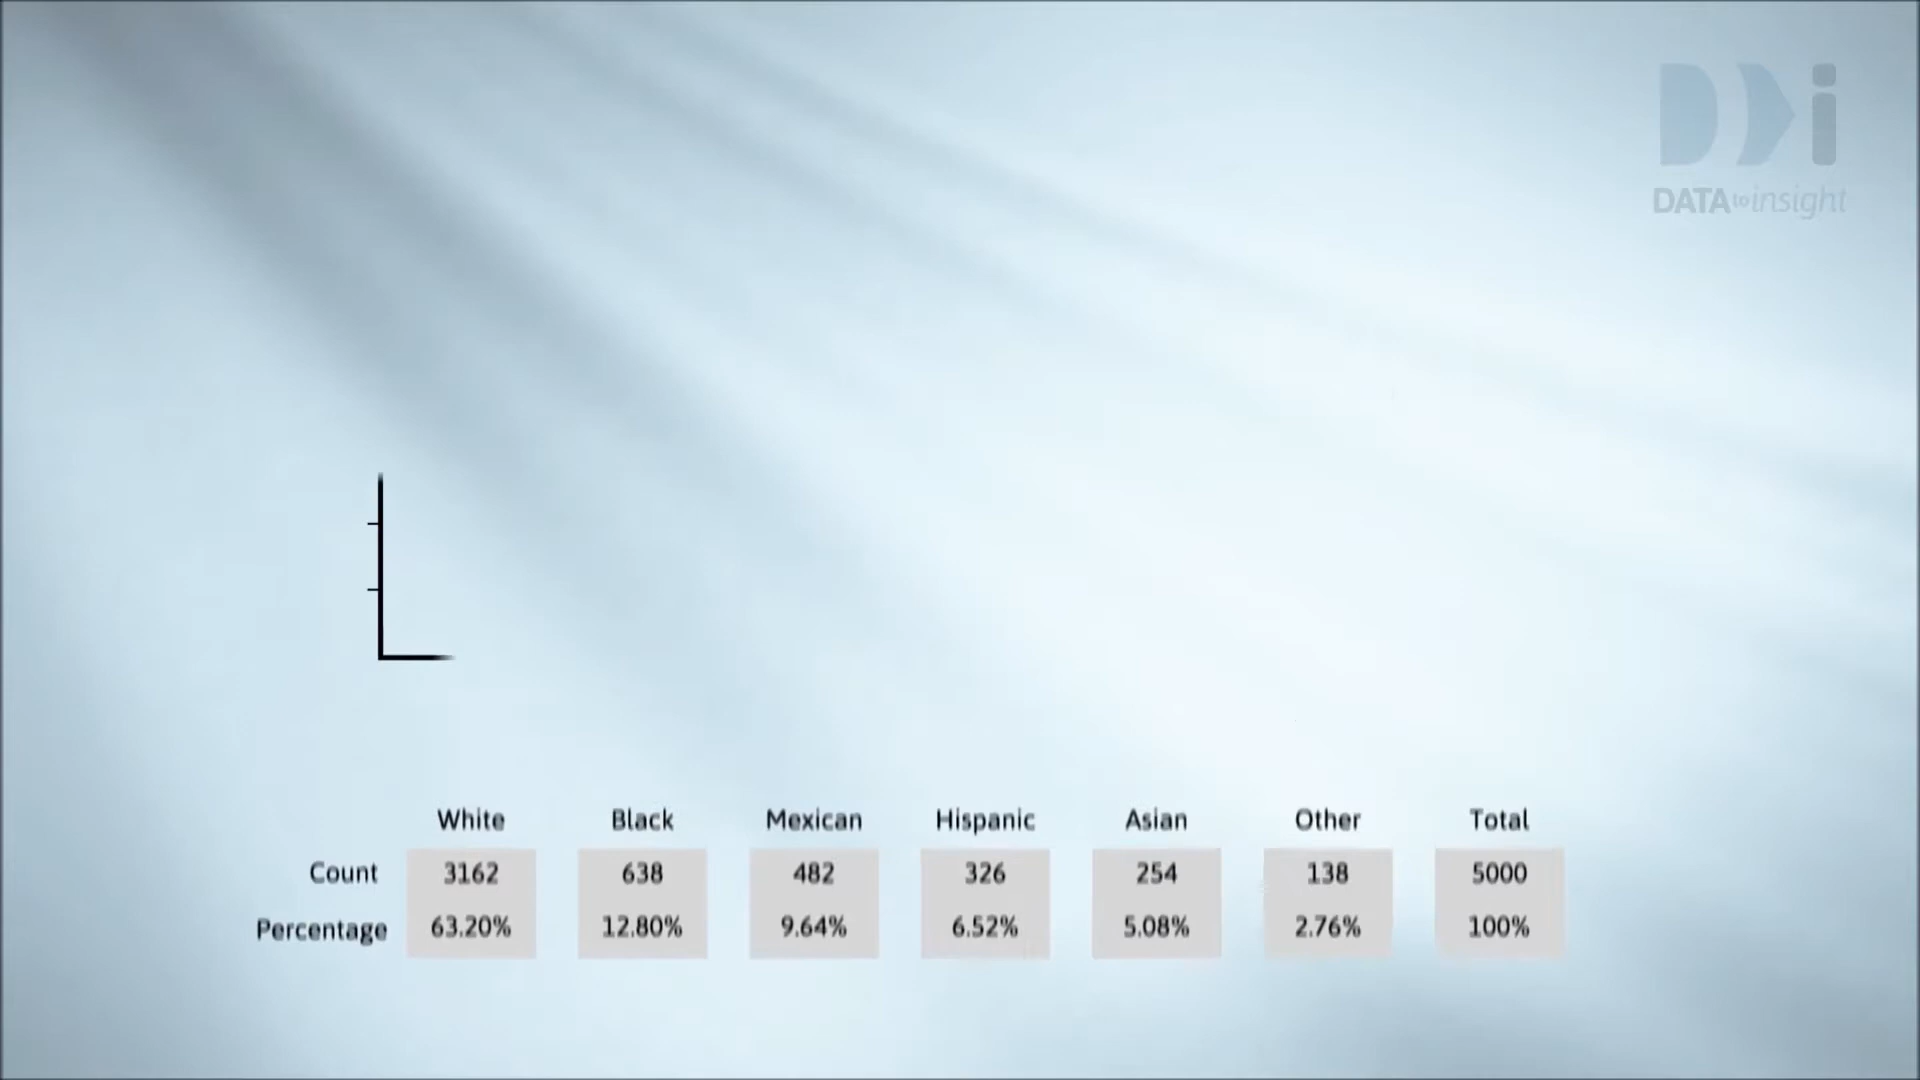 DATA to insight
White Black Mexican Hispanic Asian Other Total
Count 3162 638 482 326 254 138 5000
Percentage 63.20% 12.80% 9.64% 6.52% 5.08% 2.76% 100%